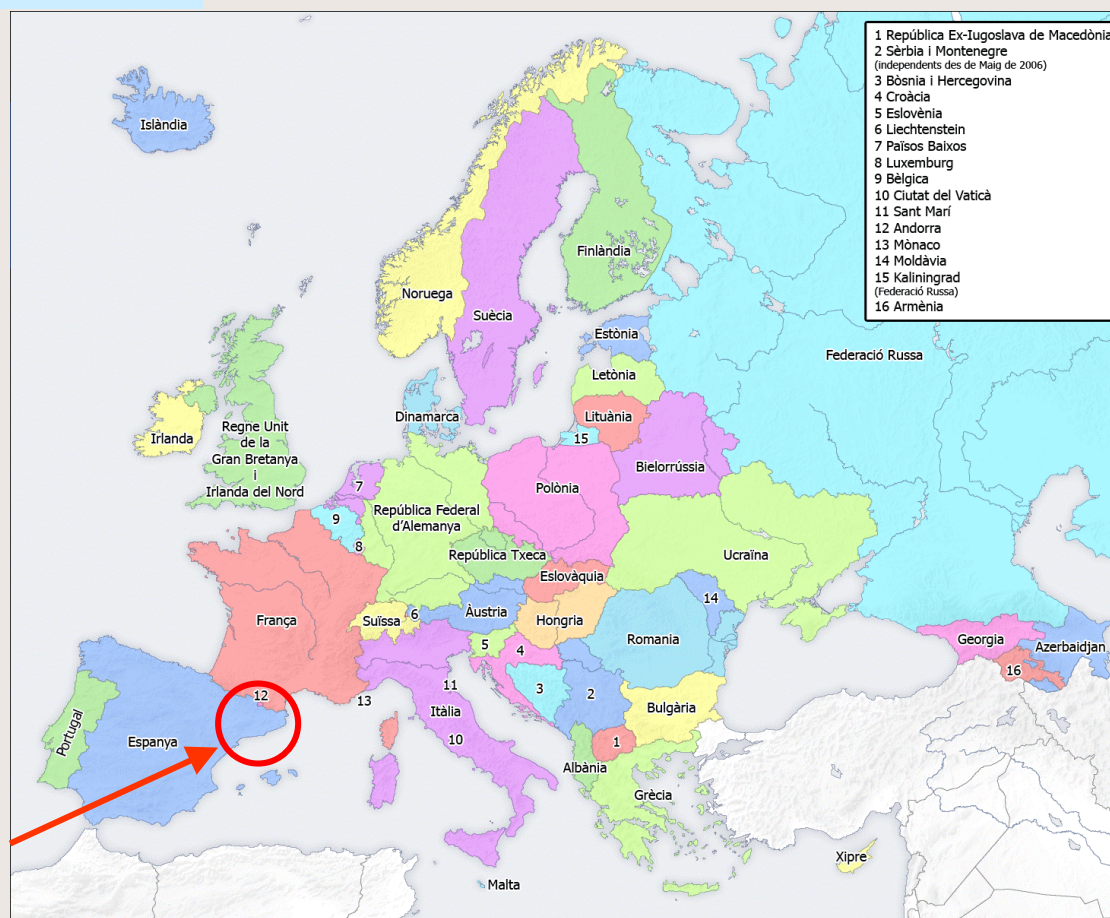 1 República Ex-Iugoslava de Macedònia
2 Sèrbia i Montenegre
(independents des de Maig de 2006)
3 Bòsnia i Hercegovina
4 Croàcia
5 Eslovènia
6 Liechtenstein
7 Països Baixos
8 Luxemburg
9 Bèlgica
10 Ciutat del Vaticà
11 Sant Marí
12 Andorra
13 Mònaco
14 Moldàvia
15 Kaliningrad
(Federació Russa)
16 Armènia
Islàndia
Finlàndia
Noruega
Suècia
Estònia
Federació Russa
Letònia
Dinamarca
Lituània
Irlanda
Regne Unit
de la
Gran Bretanya
i
Irlanda del Nord
15
Bielorrússia
7
Polònia
9
República Federal
d'Alemanya
8
República Txeca
Ucraïna
Eslovàquia
14
França
Suïssa
6
Àustria
Hongria
Romania
Georgia
Azerbaidjan
5
4
16
11
3
2
12
13
Itàlia
Bulgària
Portugal
Espanya
10
1
Albània
Grècia
Xipre
Malta